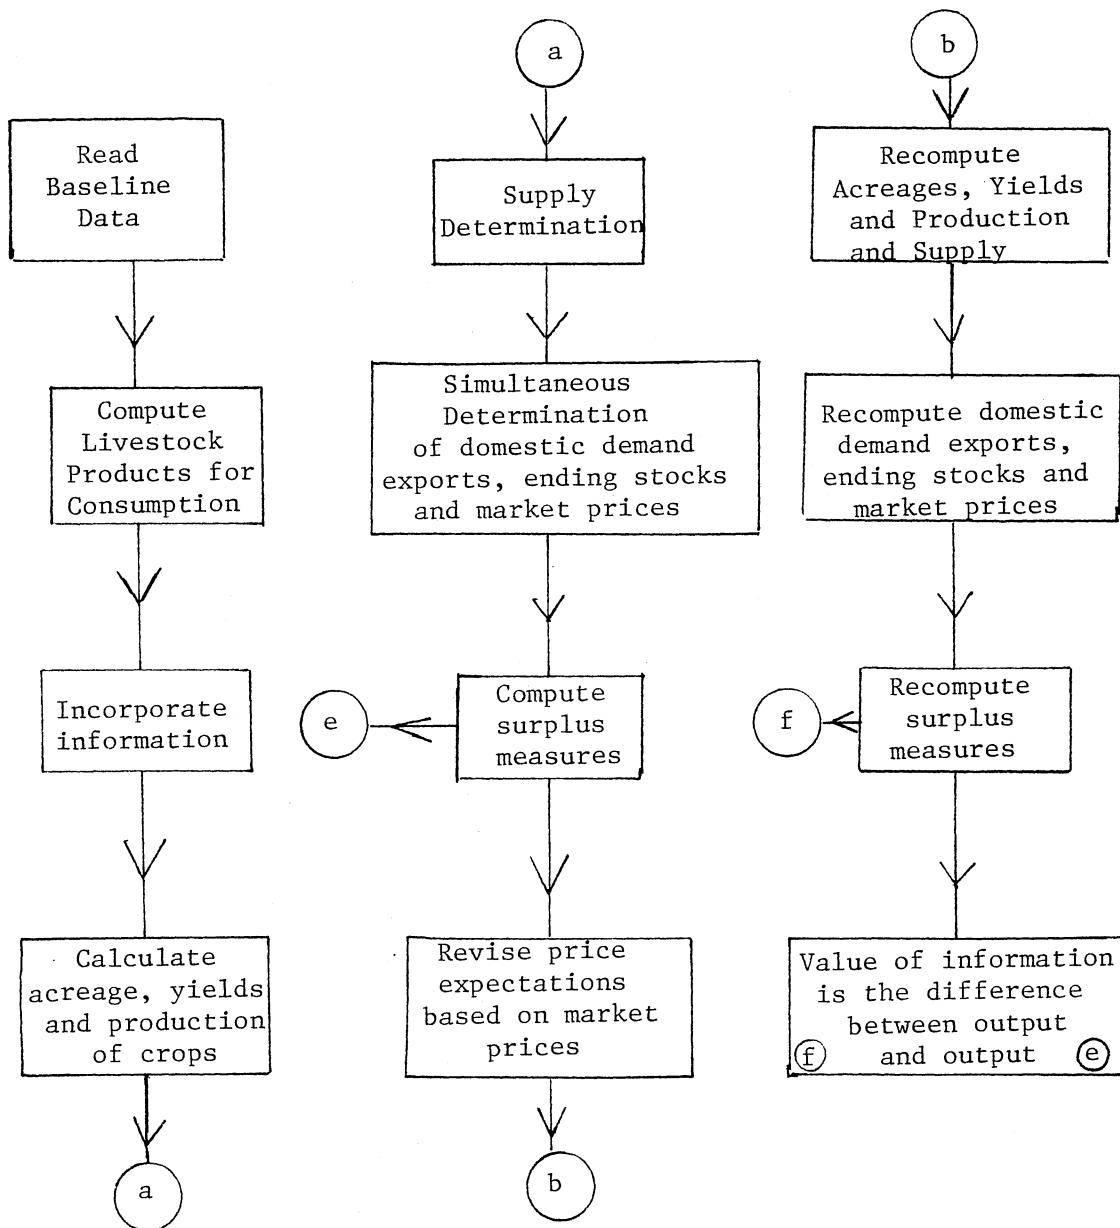 Read
Baseline
Data
Compute
Livestock
Products for
Consumption
Incorporate
information
Calculate
acreage, yields
and production
of crops
a
a
Supply
Determination
Simultaneous
Determination
of domestic demand
exports, ending stocks
and market prices
e
Compute
surplus
measures
Revise price
expectations
based on market
prices
b
b
Recompute
Acreages, Yields
and Production
and Supply
Recompute domestic
demand exports,
ending stocks and
market prices
f
Recompute
surplus
measures
Value of information
is the difference
between output
f and output e